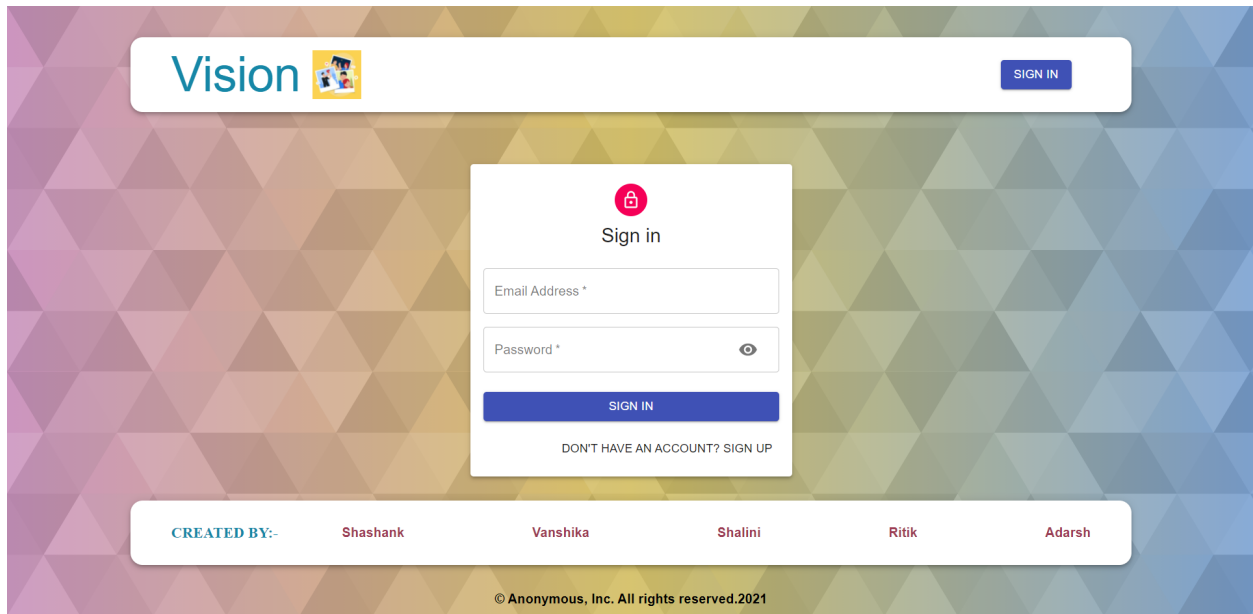 Vision
SIGN IN
Sign in
Email Address *
Password *
SIGN IN
DON'T HAVE AN ACCOUNT? SIGN UP
CREATED BY:- Shashank Vanshika Shalini Ritik Adarsh
© Anonymous, Inc. All rights reserved.2021